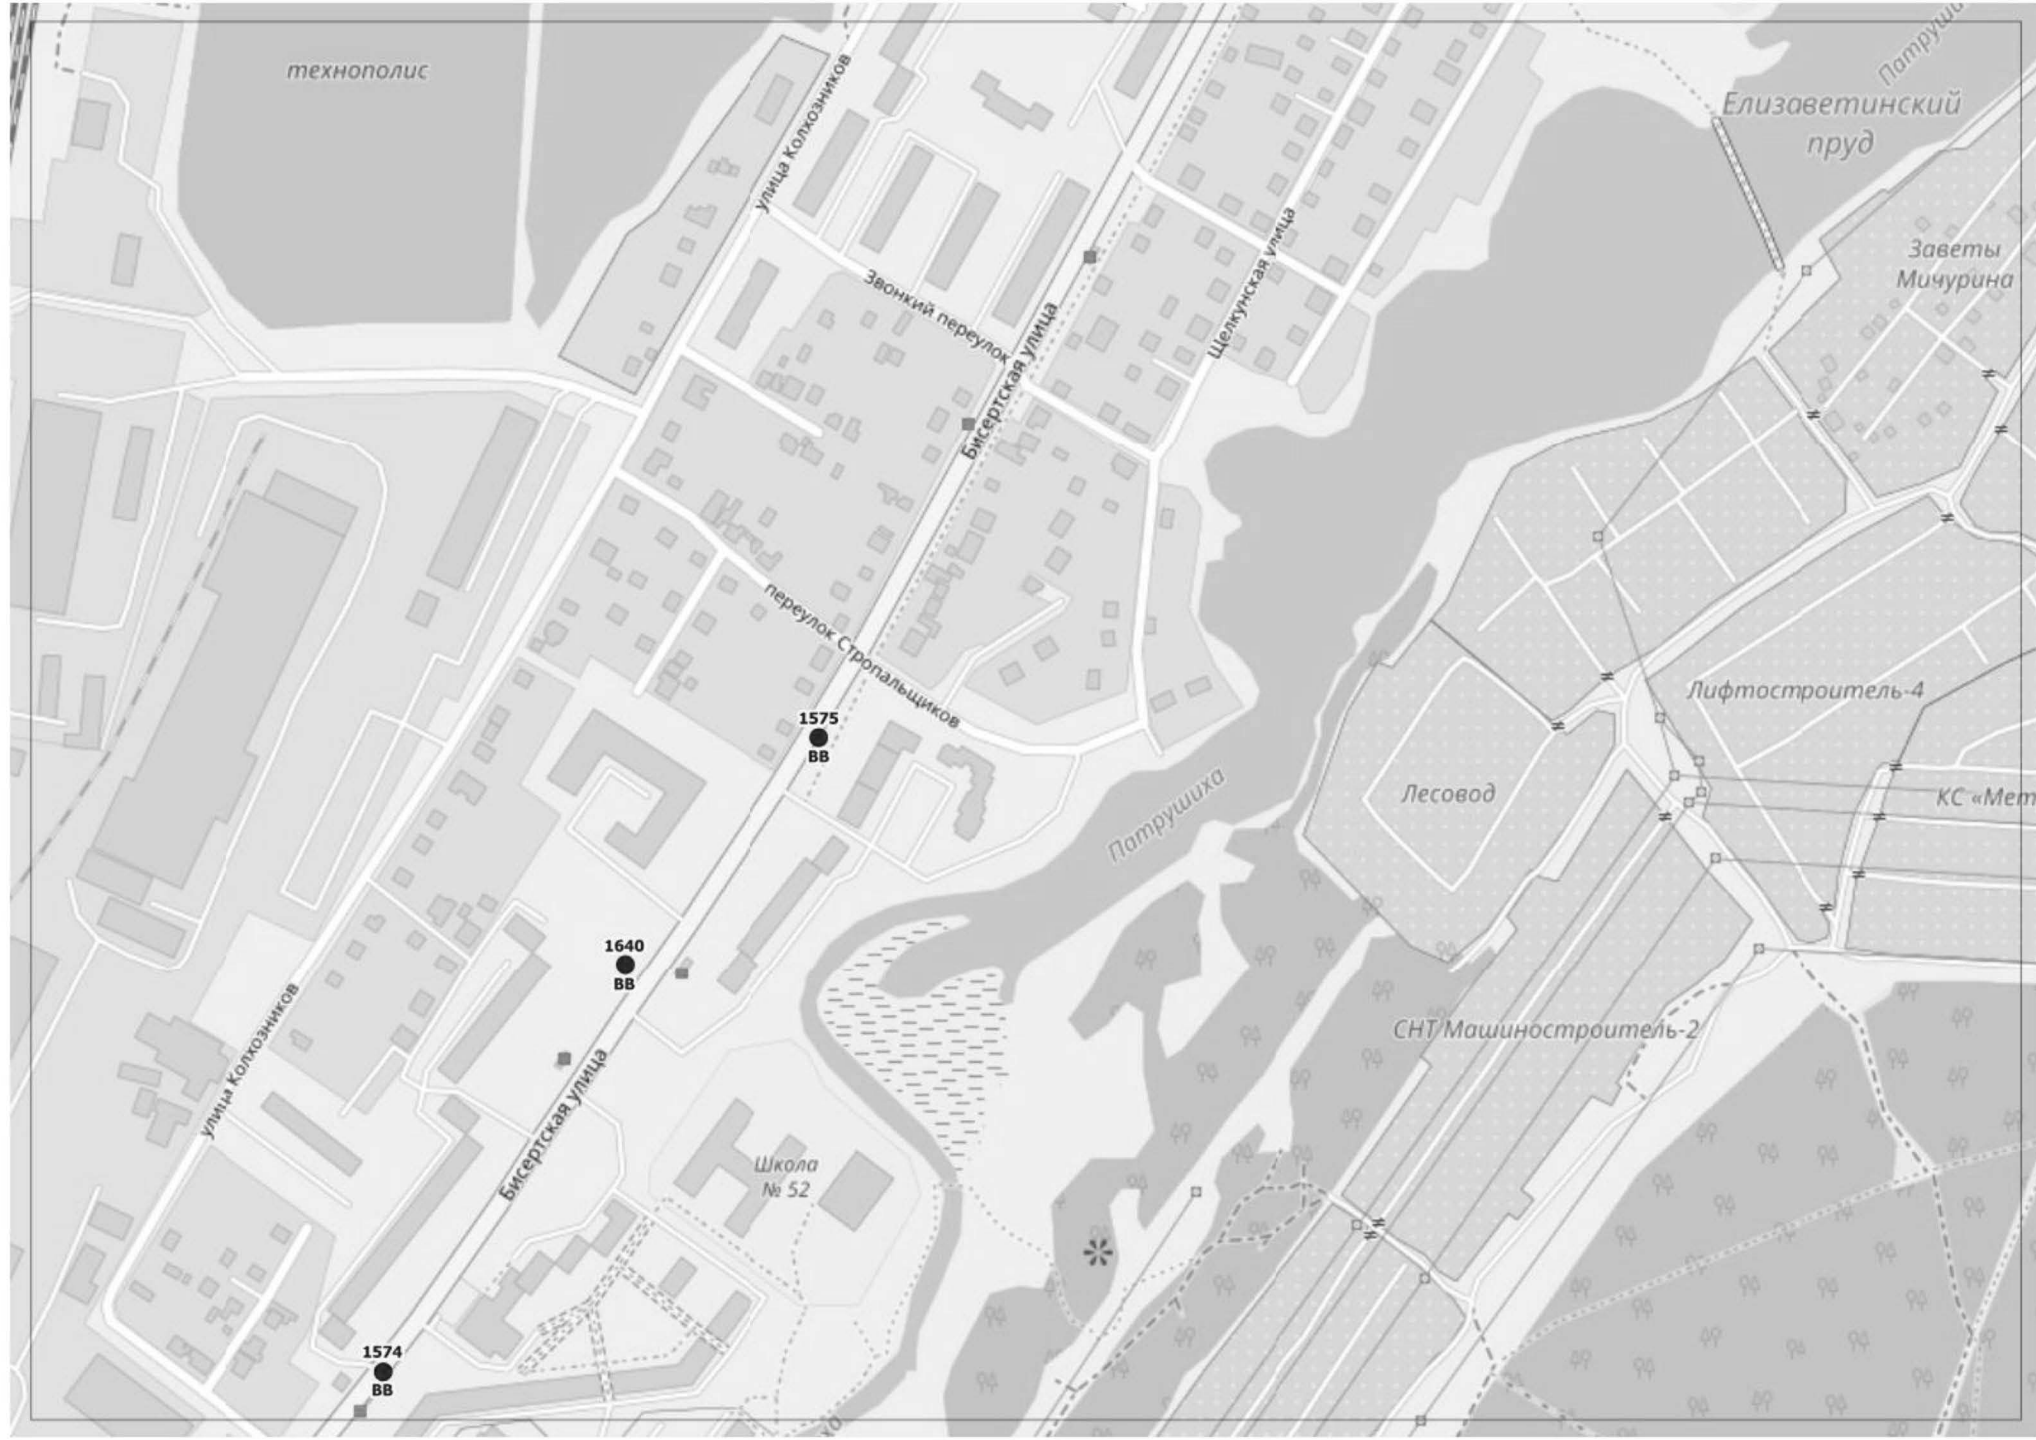 Патруши
технополис
улица Колхозников
Елизаветинский
пруд
Щелкунская улица
Заветы
Мичурина
Звонкий переулок
Бисертская улица
переулок Стропальщиков
Лифтостроитель-4
1575
ВВ
Патрушиха
Лесовод
КС «Мет
1640
ВВ
улица Колхозников
СНТ Машиностроитель-2
Бисертская улица
Школа
№ 52
1574
ВВ